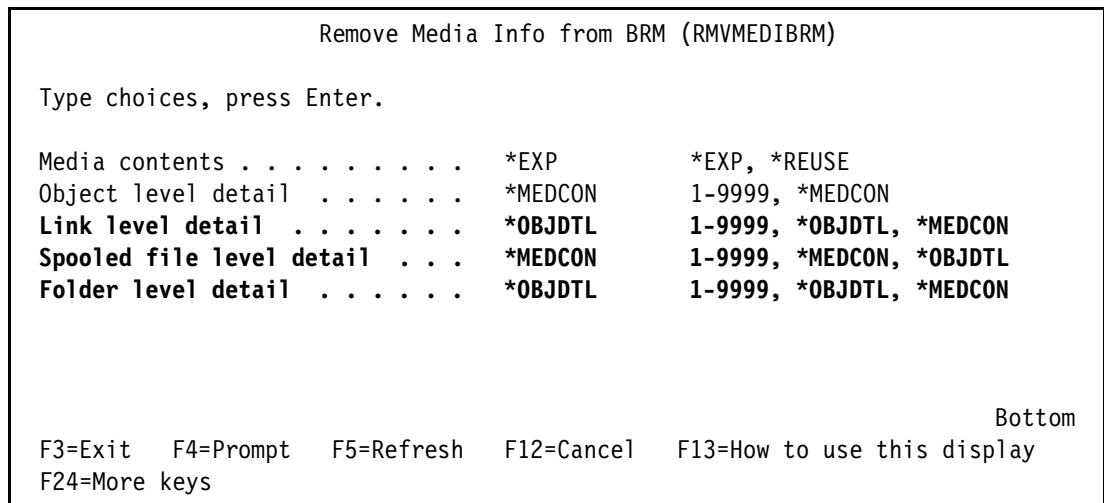 Remove Media Info from BRM (RMVMEDIBRM)
Type choices, press Enter.
Media contents . . . . . . . . . *EXP *EXP, *REUSE
Object level detail . . . . . . *MEDCON 1-9999, *MEDCON
Link level detail . . . . . . . *OBJDTL 1-9999, *OBJDTL, *MEDCON
Spooled file level detail . . . *MEDCON 1-9999, *MEDCON, *OBJDTL
Folder level detail . . . . . . *OBJDTL 1-9999, *OBJDTL, *MEDCON
Bottom
F3=Exit F4=Prompt F5=Refresh F12=Cancel F13=How to use this display
F24=More keys